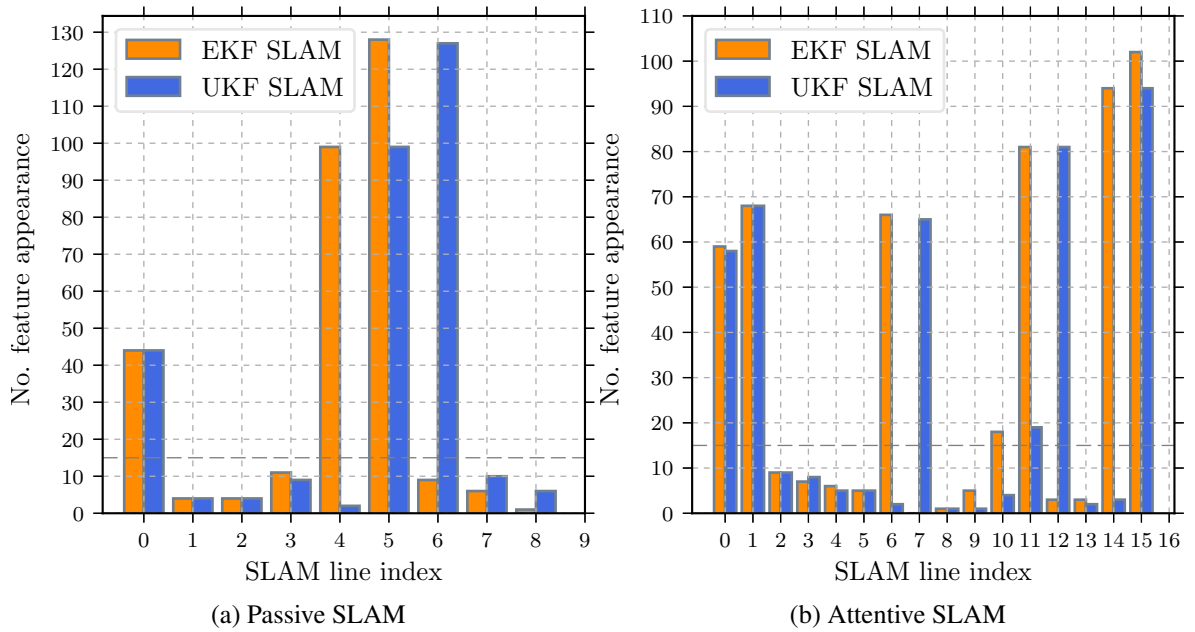 EKF SLAM
UKF SLAM
No. feature appearance
130
120
110
100
90
80
70
60
50
40
30
20
10
0
0 1 2 3 4 5 6 7 8 9
SLAM line index
(a) Passive SLAM
EKF SLAM
UKF SLAM
No. feature appearance
110
100
90
80
70
60
50
40
30
20
10
0
0 1 2 3 4 5 6 7 8 9 10 11 12 13 14 15 16
SLAM line index
(b) Attentive SLAM